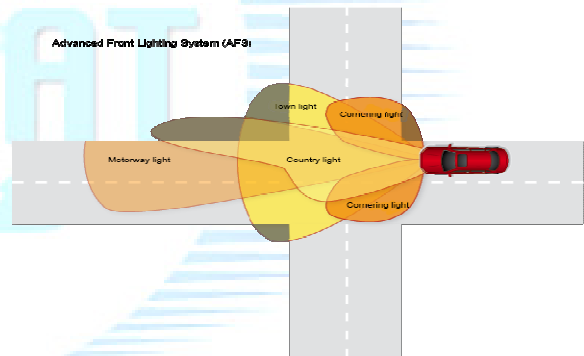 Advanced Front Lighting System (AFS)
Town light
Cornering light
Motorway light
Country light
Cornering light